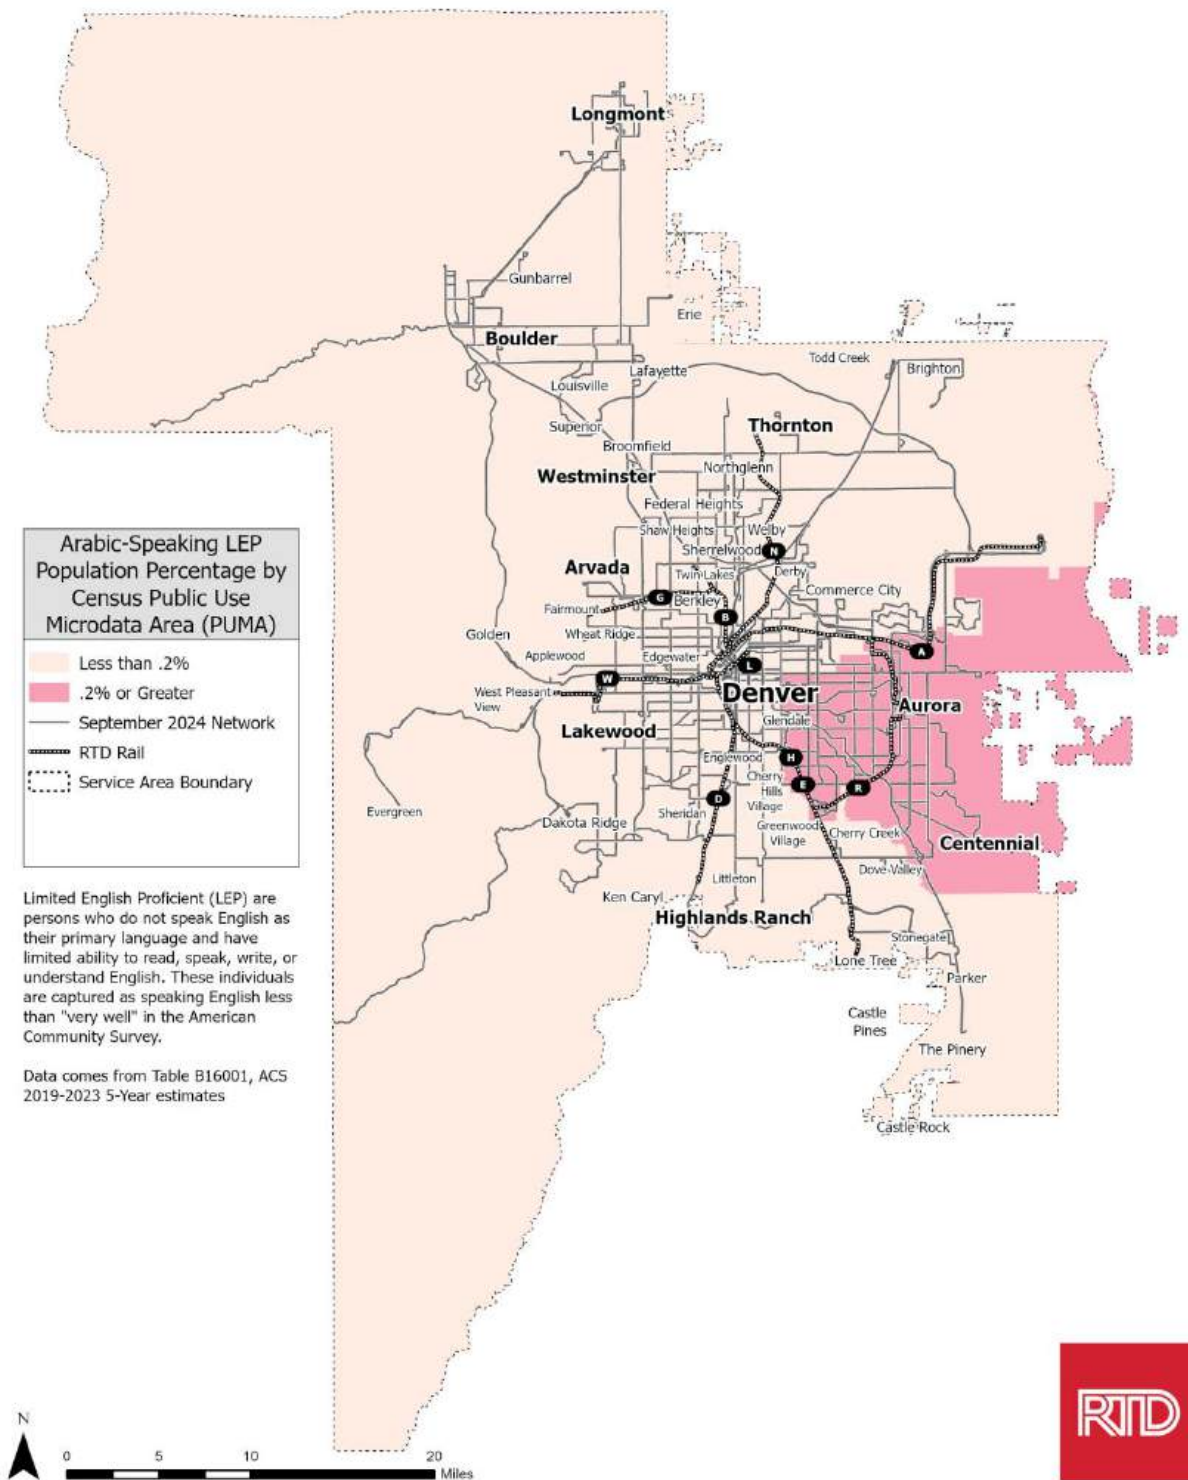 Longmont
Gunbarrel
Erie
Boulder
Todd Creek
Brighton
Lafayette
Louisville
Superior
Thornton
Broomfield
Northglenn
Westminster
Federal Heights
Shaw Heights
Welby
Sherrelwood
N
Arvada
Twin Lakes
Derby
Commerce City
G
Berkley
Fairmount
B
Golden
Wheat Ridge
Applewood
Edgewater
A
L
W
West Pleasant
View
Denver
Aurora
Glendale
Lakewood
Englewood
H
Cherry
Hills
Village
E
R
D
Evergreen
Sheridan
Dakota Ridge
Greenwood
Village
Cherry Creek
Centennial
Dove Valley
Littleton
Ken Caryl
Highlands Ranch
Stonegate
Lone Tree
Parker
Castle
Pines
The Pinery
Castle Rock
Arabic-Speaking LEP
Population Percentage by
Census Public Use
Microdata Area (PUMA)
Less than .2%
.2% or Greater
September 2024 Network
RTD Rail
Service Area Boundary
Limited English Proficient (LEP) are
persons who do not speak English as
their primary language and have
limited ability to read, speak, write, or
understand English. These individuals
are captured as speaking English less
than "very well" in the American
Community Survey.
Data comes from Table B16001, ACS
2019-2023 5-Year estimates
N
0 5 10 20
Miles
RTD